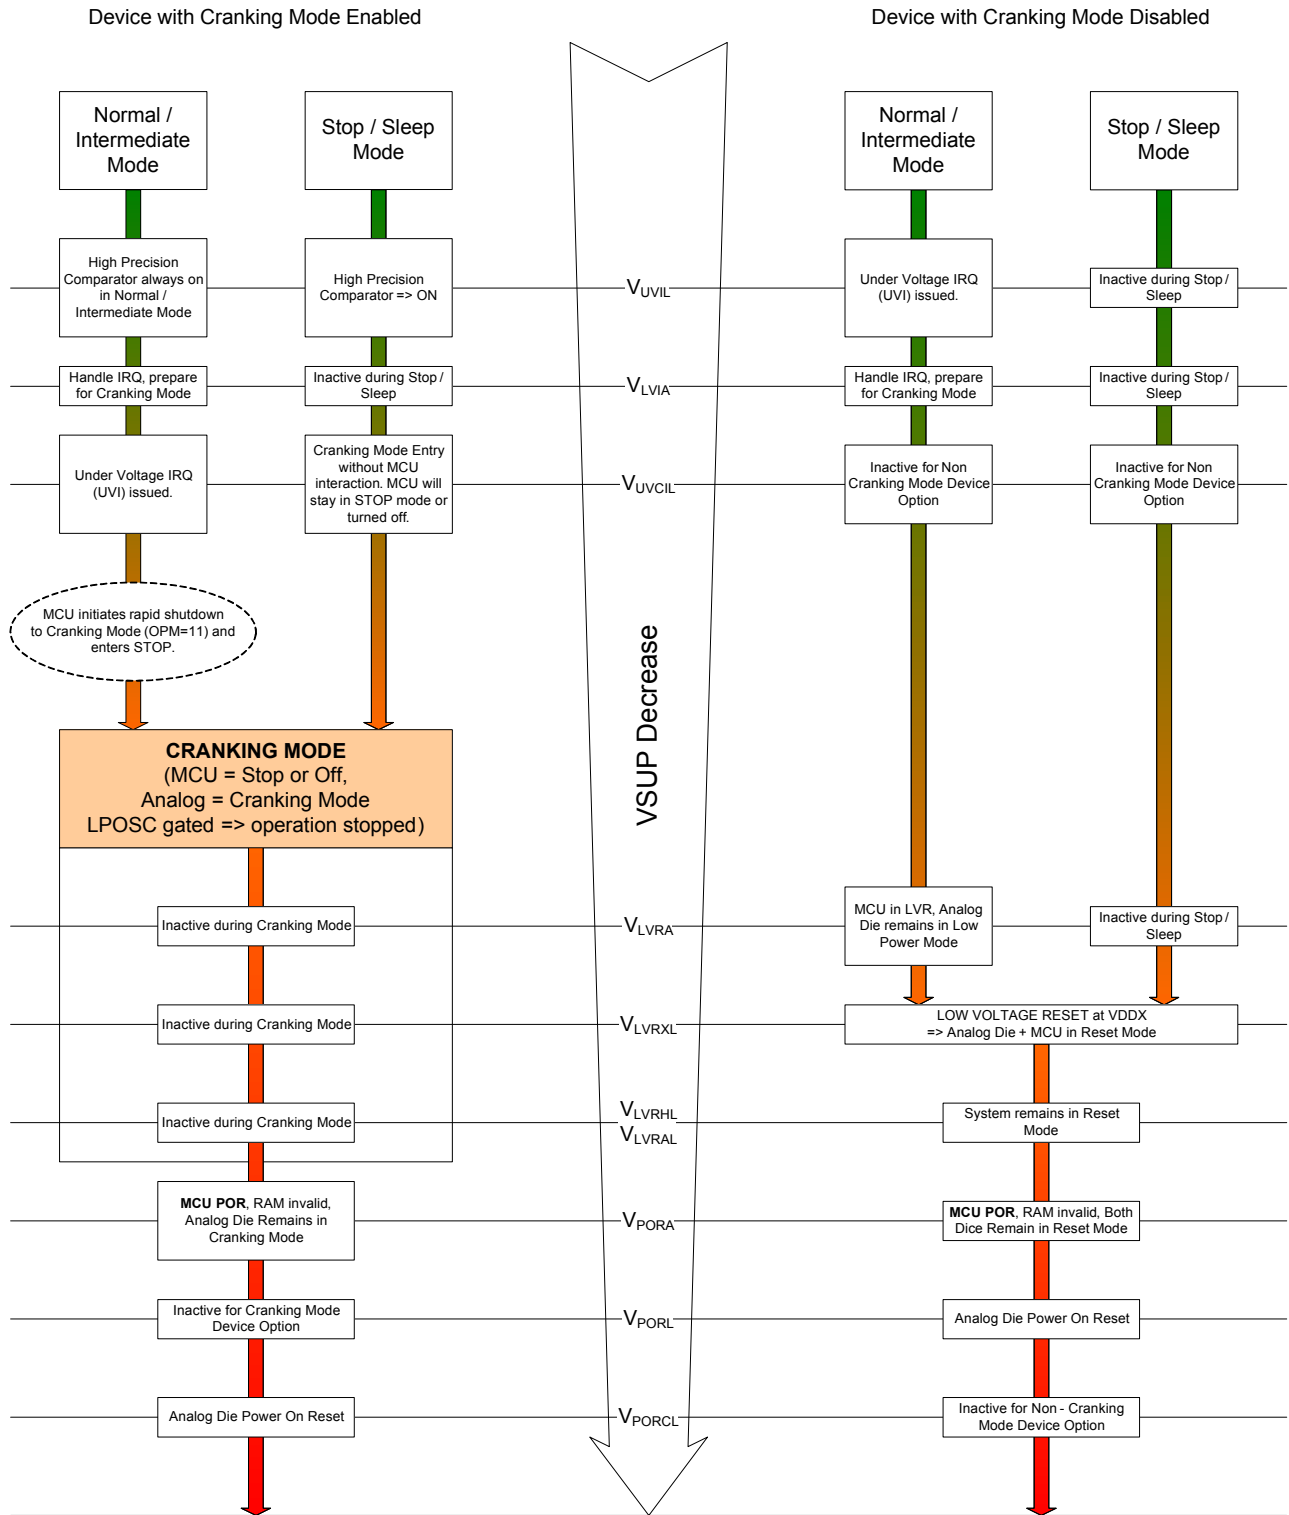 Device with Cranking Mode Enabled
Device with Cranking Mode Disabled
Normal /
Intermediate
Mode
Stop / Sleep
Mode
Normal /
Intermediate
Mode
Stop / Sleep
Mode
High Precision
Comparator always on
in Normal /
Intermediate Mode
High Precision
Comparator => ON
VUVIL
Under Voltage IRQ
(UVI) issued.
Inactive during Stop /
Sleep
Handle IRQ, prepare
for Cranking Mode
Inactive during Stop /
Sleep
VLVIA
Handle IRQ, prepare
for Cranking Mode
Inactive during Stop /
Sleep
Under Voltage IRQ
(UVI) issued.
Cranking Mode Entry
without MCU
interaction. MCU will
stay in STOP mode or
turned off.
VUVCIL
Inactive for Non
Cranking Mode Device
Option
Inactive for Non
Cranking Mode Device
Option
MCU initiates rapid shutdown
to Cranking Mode (OPM=11) and
enters STOP.
VSUP Decrease
CRANKING MODE
(MCU = Stop or Off,
Analog = Cranking Mode
LPOSC gated => operation stopped)
Inactive during Cranking Mode
VLVRA
MCU in LVR, Analog
Die remains in Low
Power Mode
Inactive during Stop /
Sleep
Inactive during Cranking Mode
VLVRXL
LOW VOLTAGE RESET at VDDX
=> Analog Die + MCU in Reset Mode
Inactive during Cranking Mode
VLVRHL
VLVRAL
System remains in Reset
Mode
MCU POR, RAM invalid,
Analog Die Remains in
Cranking Mode
VPORA
MCU POR, RAM invalid, Both
Dice Remain in Reset Mode
Inactive for Cranking Mode
Device Option
VPORL
Analog Die Power On Reset
Analog Die Power On Reset
VPORCL
Inactive for Non - Cranking
Mode Device Option